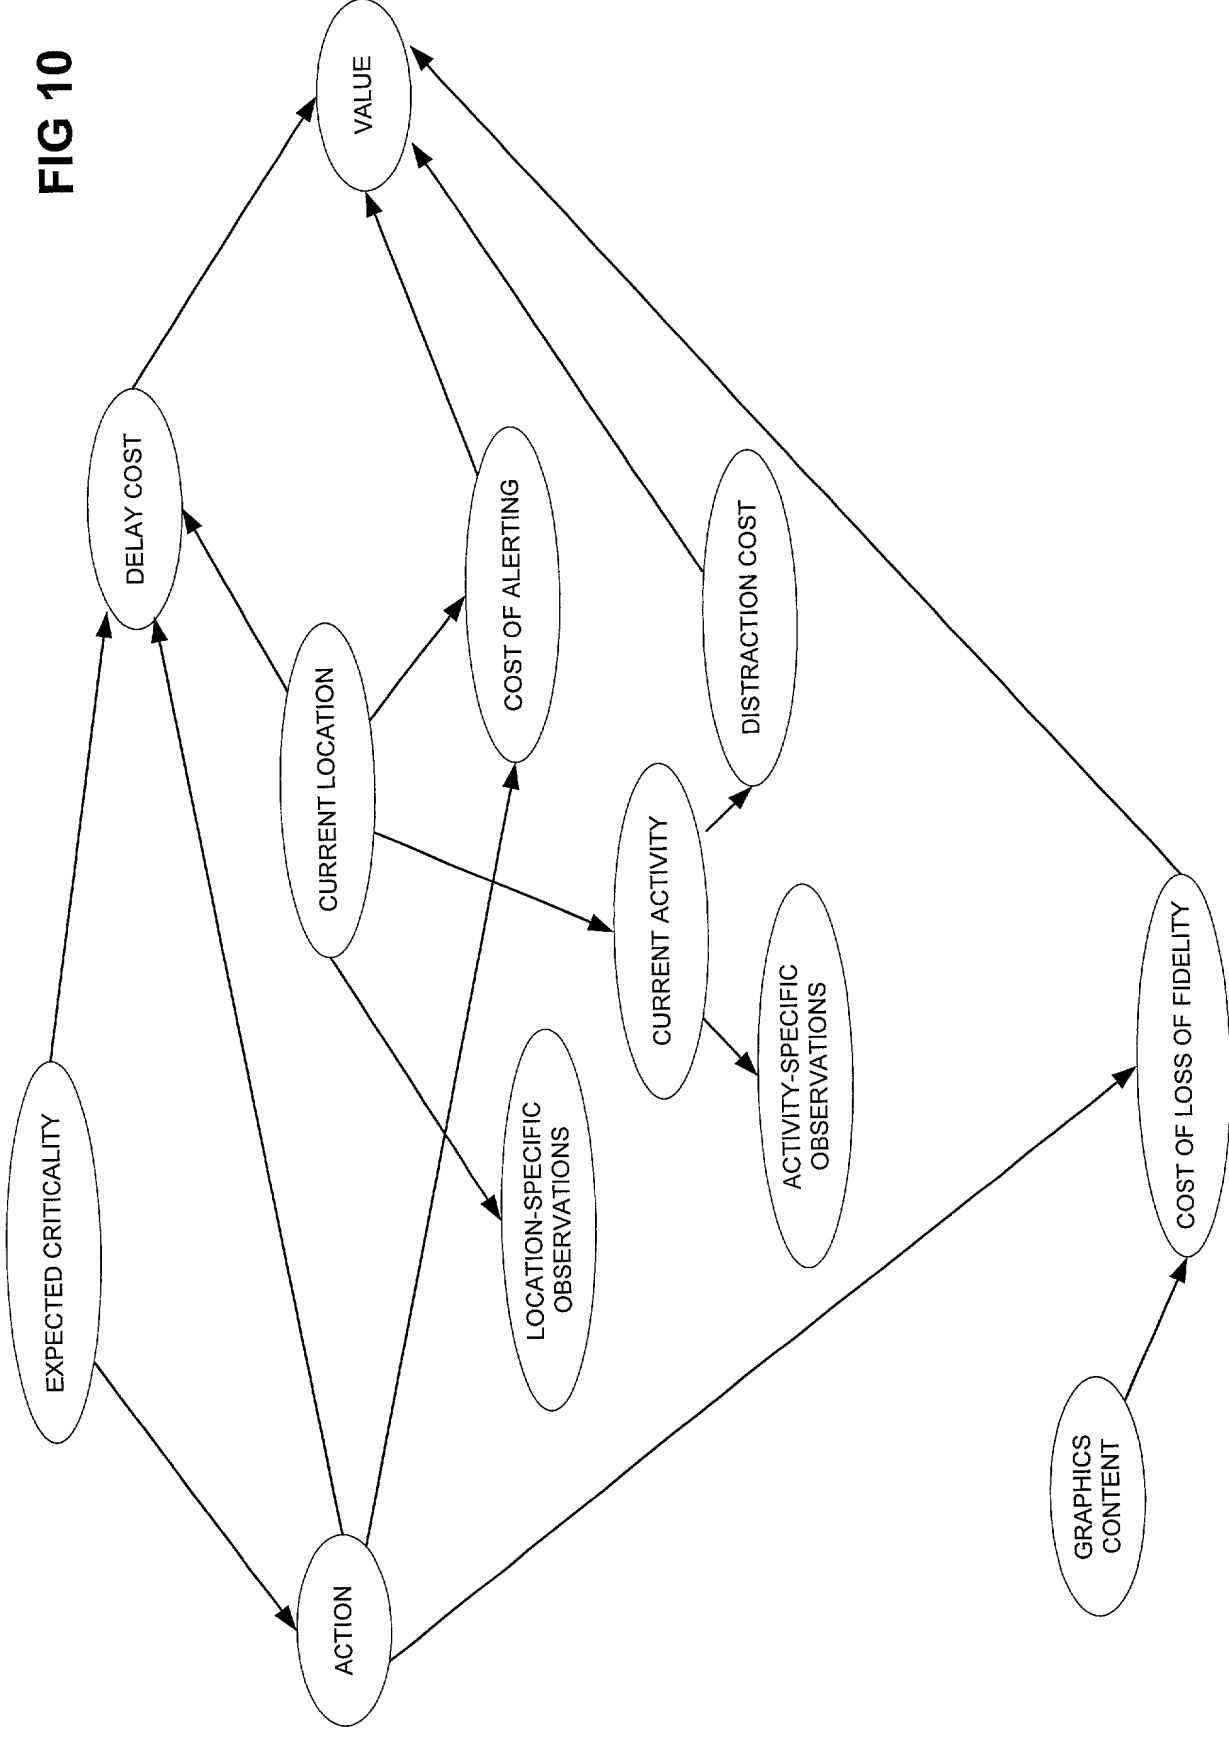 FIG 10
EXPECTED CRITICALITY
DELAY COST
ACTION
CURRENT LOCATION
VALUE
LOCATION-SPECIFIC
OBSERVATIONS
COST OF ALERTING
CURRENT ACTIVITY
ACTIVITY-SPECIFIC
OBSERVATIONS
DISTRACTION COST
GRAPHICS
CONTENT
COST OF LOSS OF FIDELITY